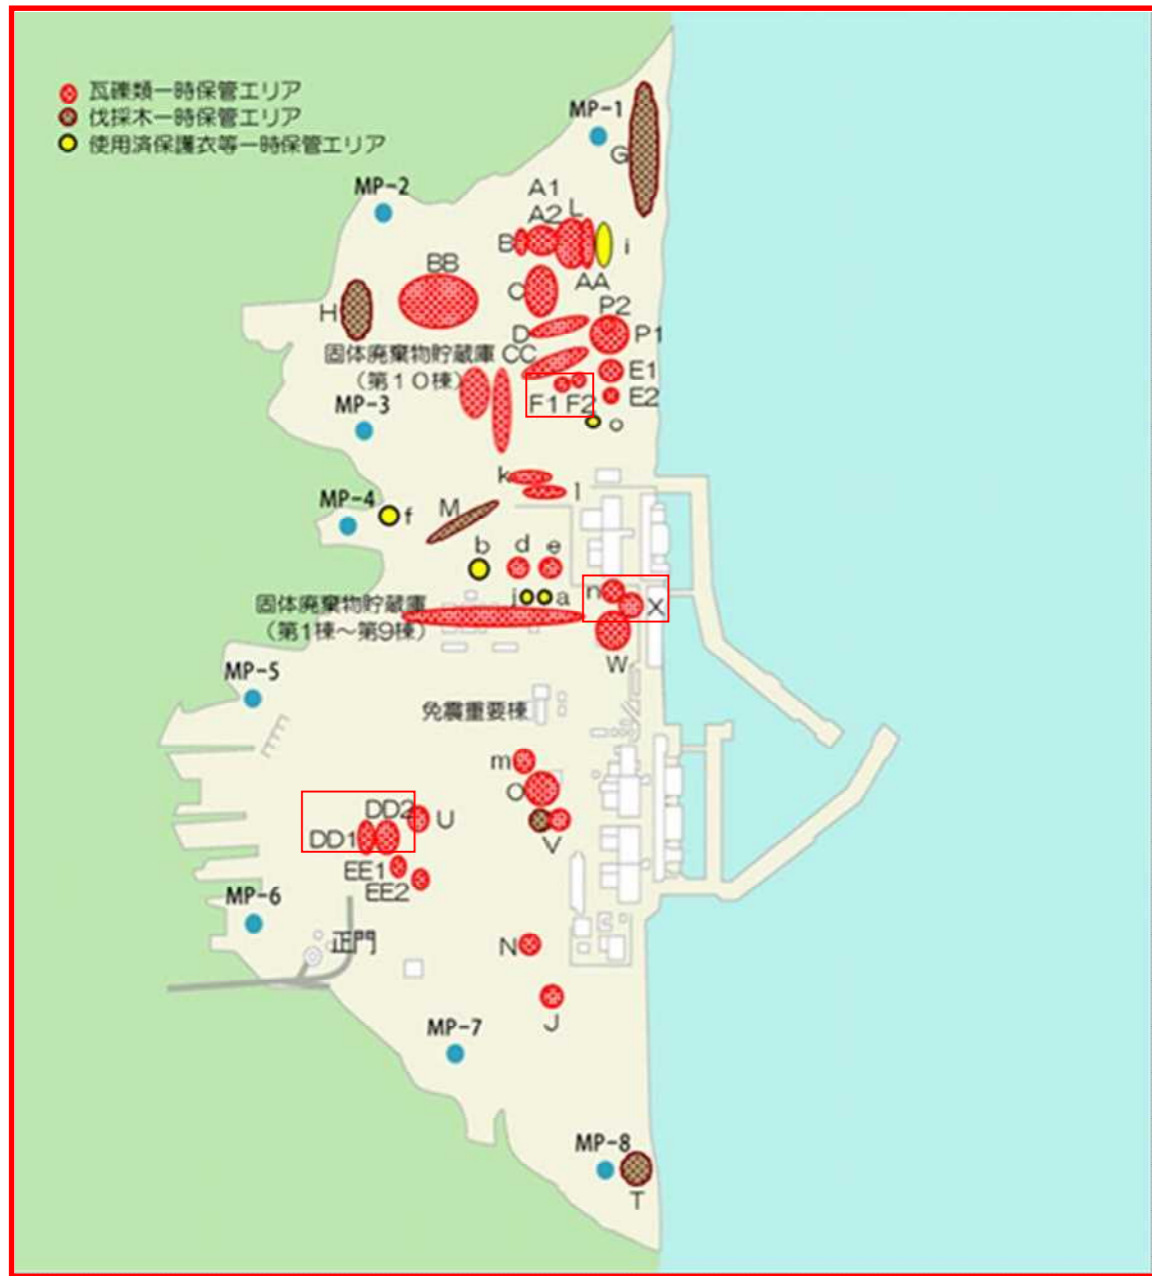 瓦礫類一時保管エリア
伐採木一時保管エリア
使用済保護衣等一時保管エリア
MP-1
G
MP-2
A1
A2
L
B
i
AA
BB
C
H
P2
D
P1
固体廃棄物貯蔵庫
(第10棟)
CC
E1
F1
F2
E2
MP-3
o
k
l
MP-4
f
M
b
d
e
j
a
n
X
固体廃棄物貯蔵庫
(第1棟~第9棟)
W
MP-5
免震重要棟
m
O
DD2
U
DD1
V
EE1
EE2
MP-6
正門
N
J
MP-7
MP-8
T